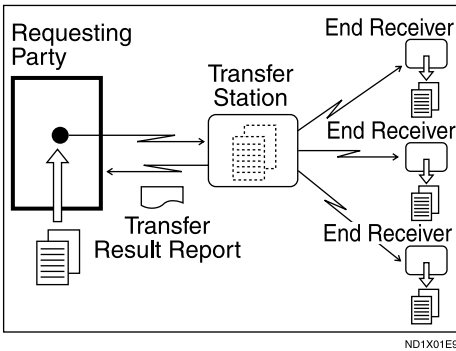 Requesting
Party
Transfer
Station
End Receiver
End Receiver
End Receiver
Transfer
Result Report
ND1X01E9